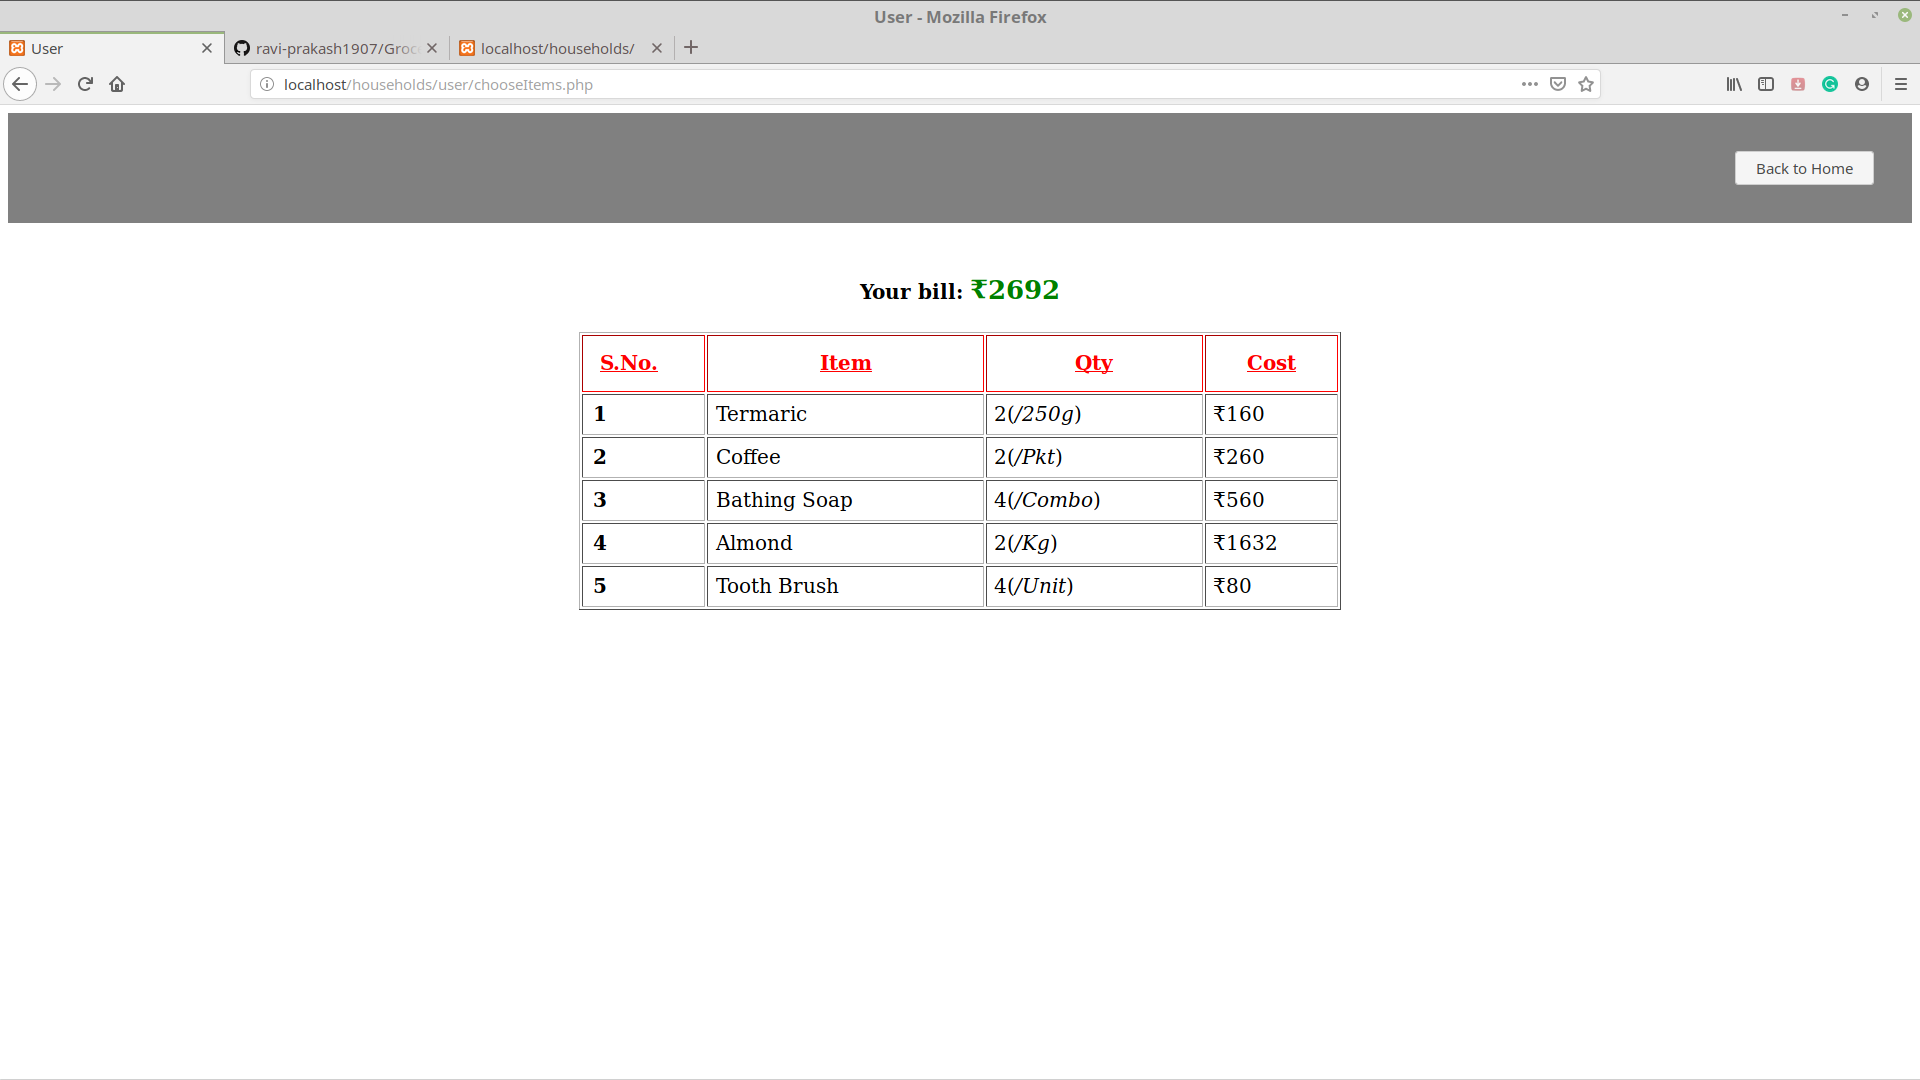 User - Mozilla Firefox
User
ravi-prakash1907/Groc
localhost/households/
localhost/households/user/chooseItems.php
Back to Home
Your bill: ₹2692
S.No. Item Qty Cost
1 Termaric 2(/250g) ₹160
2 Coffee 2(/Pkt) ₹260
3 Bathing Soap 4(/Combo) ₹560
4 Almond 2(/Kg) ₹1632
5 Tooth Brush 4(/Unit) ₹80